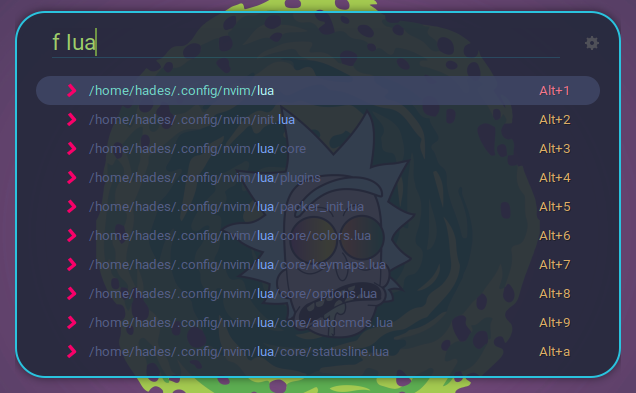 f lua
/home/hades/.config/nvim/lua Alt+1
/home/hades/.config/nvim/init.lua Alt+2
/home/hades/.config/nvim/lua/core Alt+3
/home/hades/.config/nvim/lua/plugins Alt+4
/home/hades/.config/nvim/lua/packer_init.lua Alt+5
/home/hades/.config/nvim/lua/core/colors.lua Alt+6
/home/hades/.config/nvim/lua/core/keymaps.lua Alt+7
/home/hades/.config/nvim/lua/core/options.lua Alt+8
/home/hades/.config/nvim/lua/core/autocmds.lua Alt+9
/home/hades/.config/nvim/lua/core/statusline.lua Alt+a